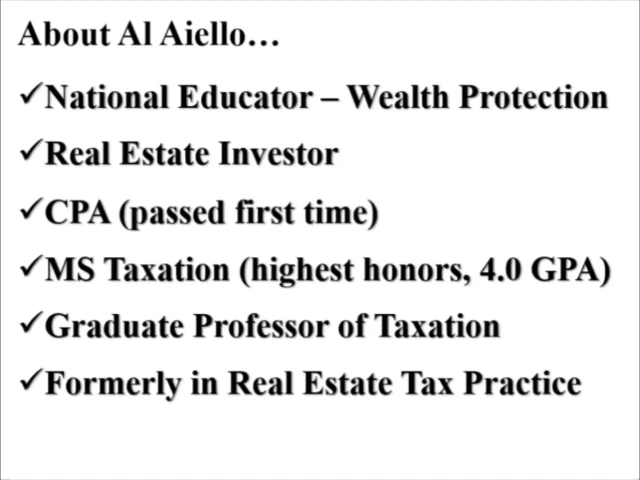 About Al Aiello…
✓National Educator – Wealth Protection
✓Real Estate Investor
✓CPA (passed first time)
✓MS Taxation (highest honors, 4.0 GPA)
✓Graduate Professor of Taxation
✓Formerly in Real Estate Tax Practice